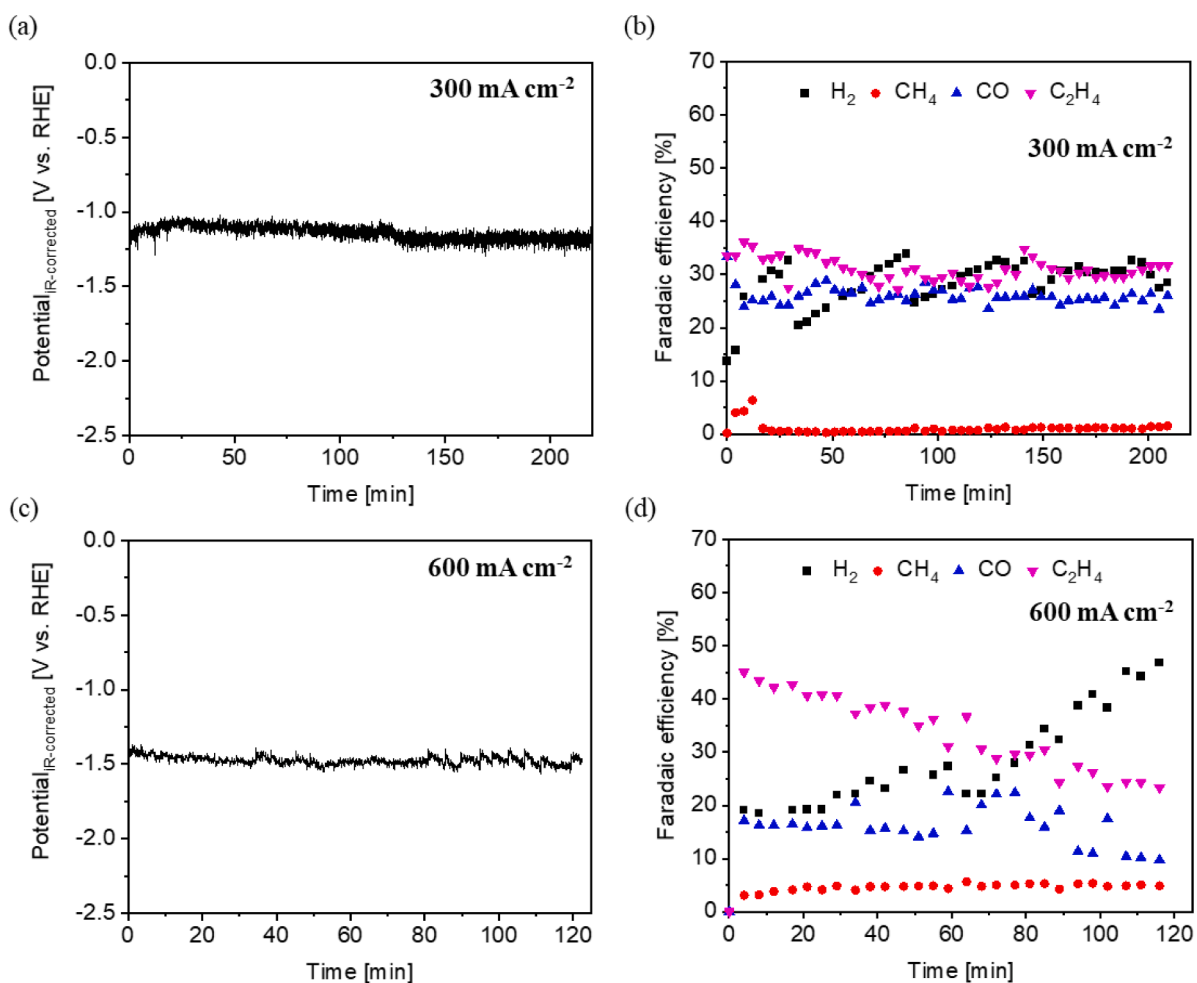 (a)
0.0
-0.5
-1.0
-1.5
-2.0
-2.5
Potential iR-corrected [V vs. RHE]
300 mA cm-2
0 50 100 150 200
Time [min]
(b)
70
60
50
40
30
20
10
0
Faradaic efficiency [%]
H2 CH4 CO C2H4
300 mA cm-2
0 50 100 150 200
Time [min]
(c)
0.0
-0.5
-1.0
-1.5
-2.0
-2.5
Potential iR-corrected [V vs. RHE]
600 mA cm-2
0 20 40 60 80 100 120
Time [min]
(d)
70
60
50
40
30
20
10
0
Faradaic efficiency [%]
H2 CH4 CO C2H4
600 mA cm-2
0 20 40 60 80 100 120
Time [min]